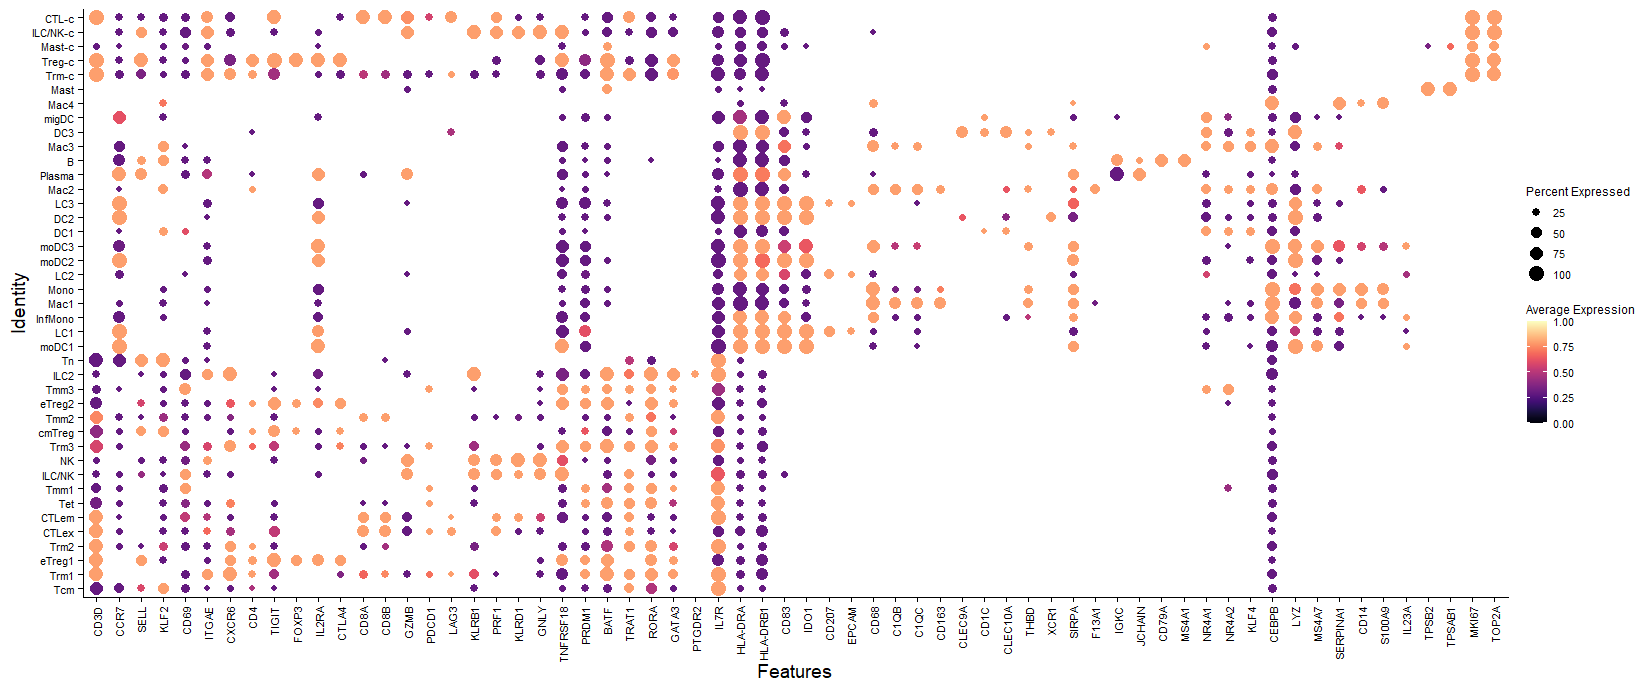 CTL-c
ILC/NK-c
Mast-c
Treg-c
Trm-c
Mast
Mac4
migDC
DC3
Mac3
B
Plasma
Mac2
LC3
DC2
DC1
moDC3
moDC2
LC2
Mono
Mac1
InfMono
LC1
moDC1
Tn
ILC2
Tmm3
eTreg2
Tmm2
cmTreg
Trm3
NK
ILC/NK
Tmm1
Tet
CTLem
CTLex
Trm2
eTreg1
Trm1
Tcm
Identity
CD3D
CCR7
SELL
KLF2
CD69
ITGAE
CXCR6
CD4
TIGIT
FOXP3
IL2RA
CTLA4
CD8A
CD8B
GZMB
PDCD1
LAG3
KLRB1
PRF1
KLRD1
GNLY
TNFRSF18
PRDM1
BATF
TRAT1
RORA
GATA3
PTGDR2
IL7R
HLA-DRA
HLA-DRB1
CD83
IDO1
CD207
EPCAM
CD68
C1QB
C1QC
CD163
CLEC9A
CD1C
CLEC10A
THBD
XCR1
SIRPA
F13A1
IGKC
JCHAIN
CD79A
MS4A1
NR4A1
NR4A2
KLF4
CEBPB
LYZ
MS4A7
SERPINA1
CD14
S100A9
IL23A
TPSB2
TPSAB1
MKI67
TOP2A
Features
Percent Expressed
25
50
75
100
Average Expression
1.00
0.75
0.50
0.25
0.00